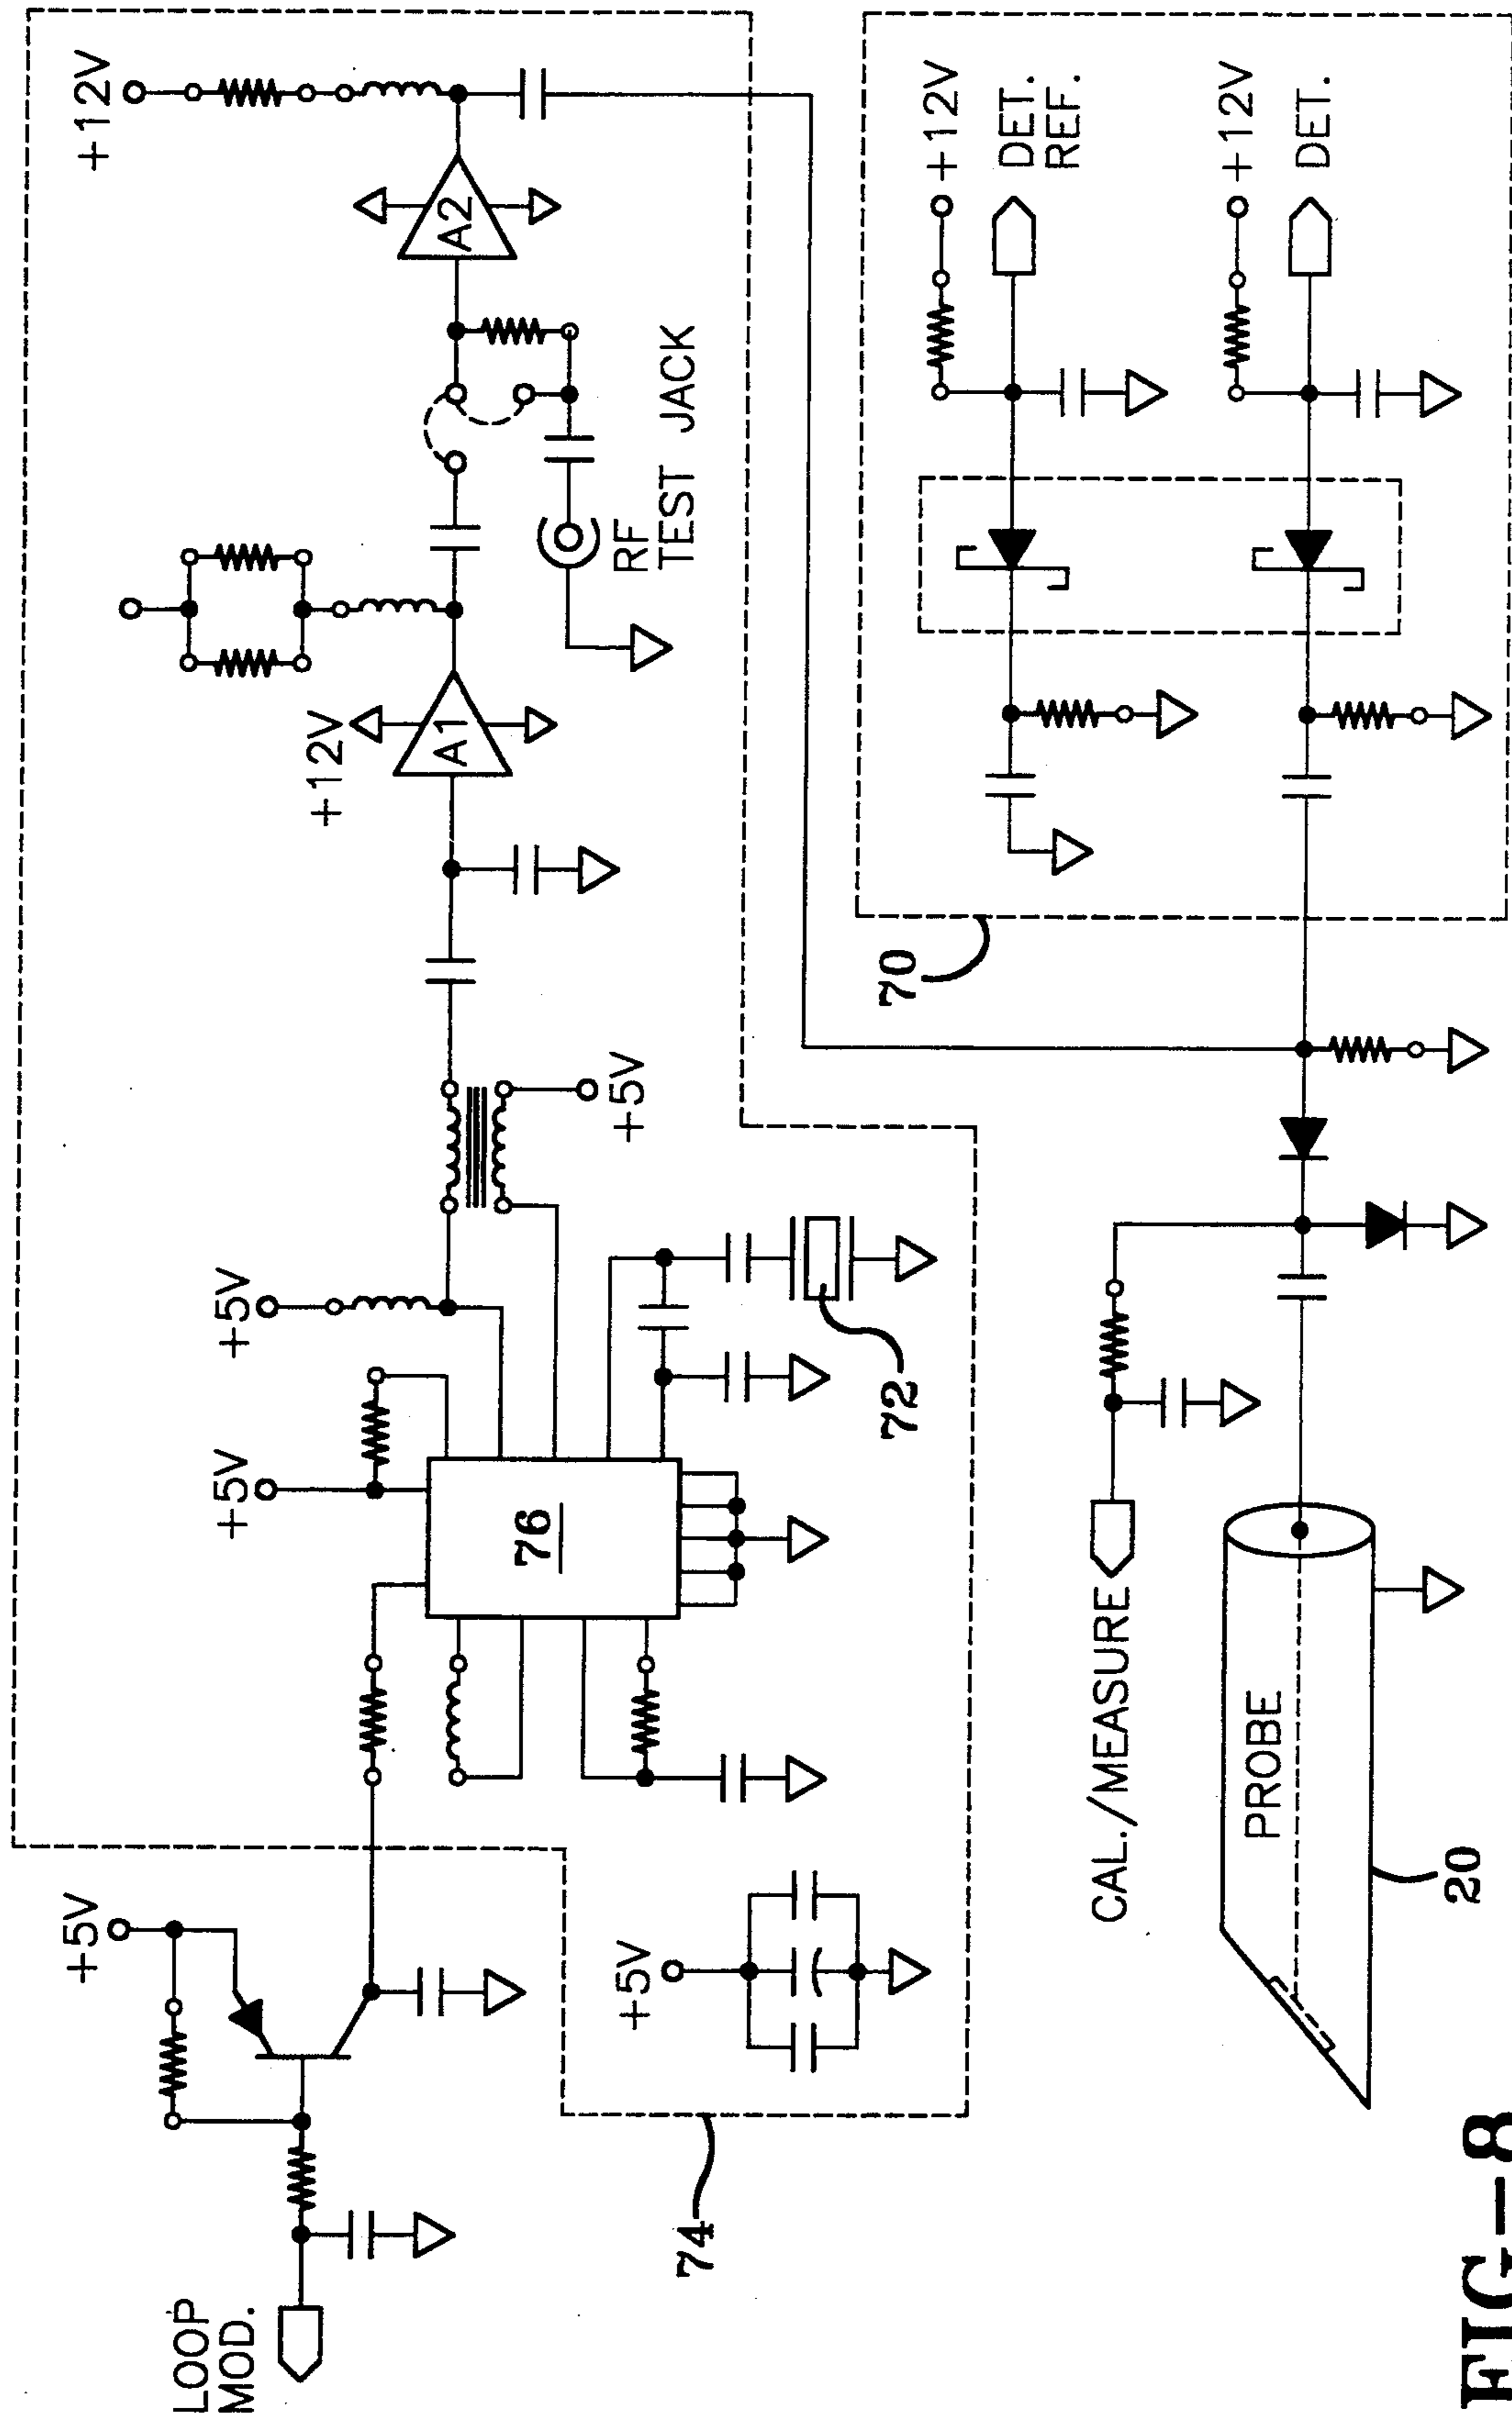 LOOP
MOD.
+5V
+5V
+5V
+5V
+12V
+12V
A1
A2
RF
TEST JACK
76
72
74
+5V
70
+12V
DET.
REF.
+12V
DET.
CAL./MEASURE
PROBE
20
FIG-8